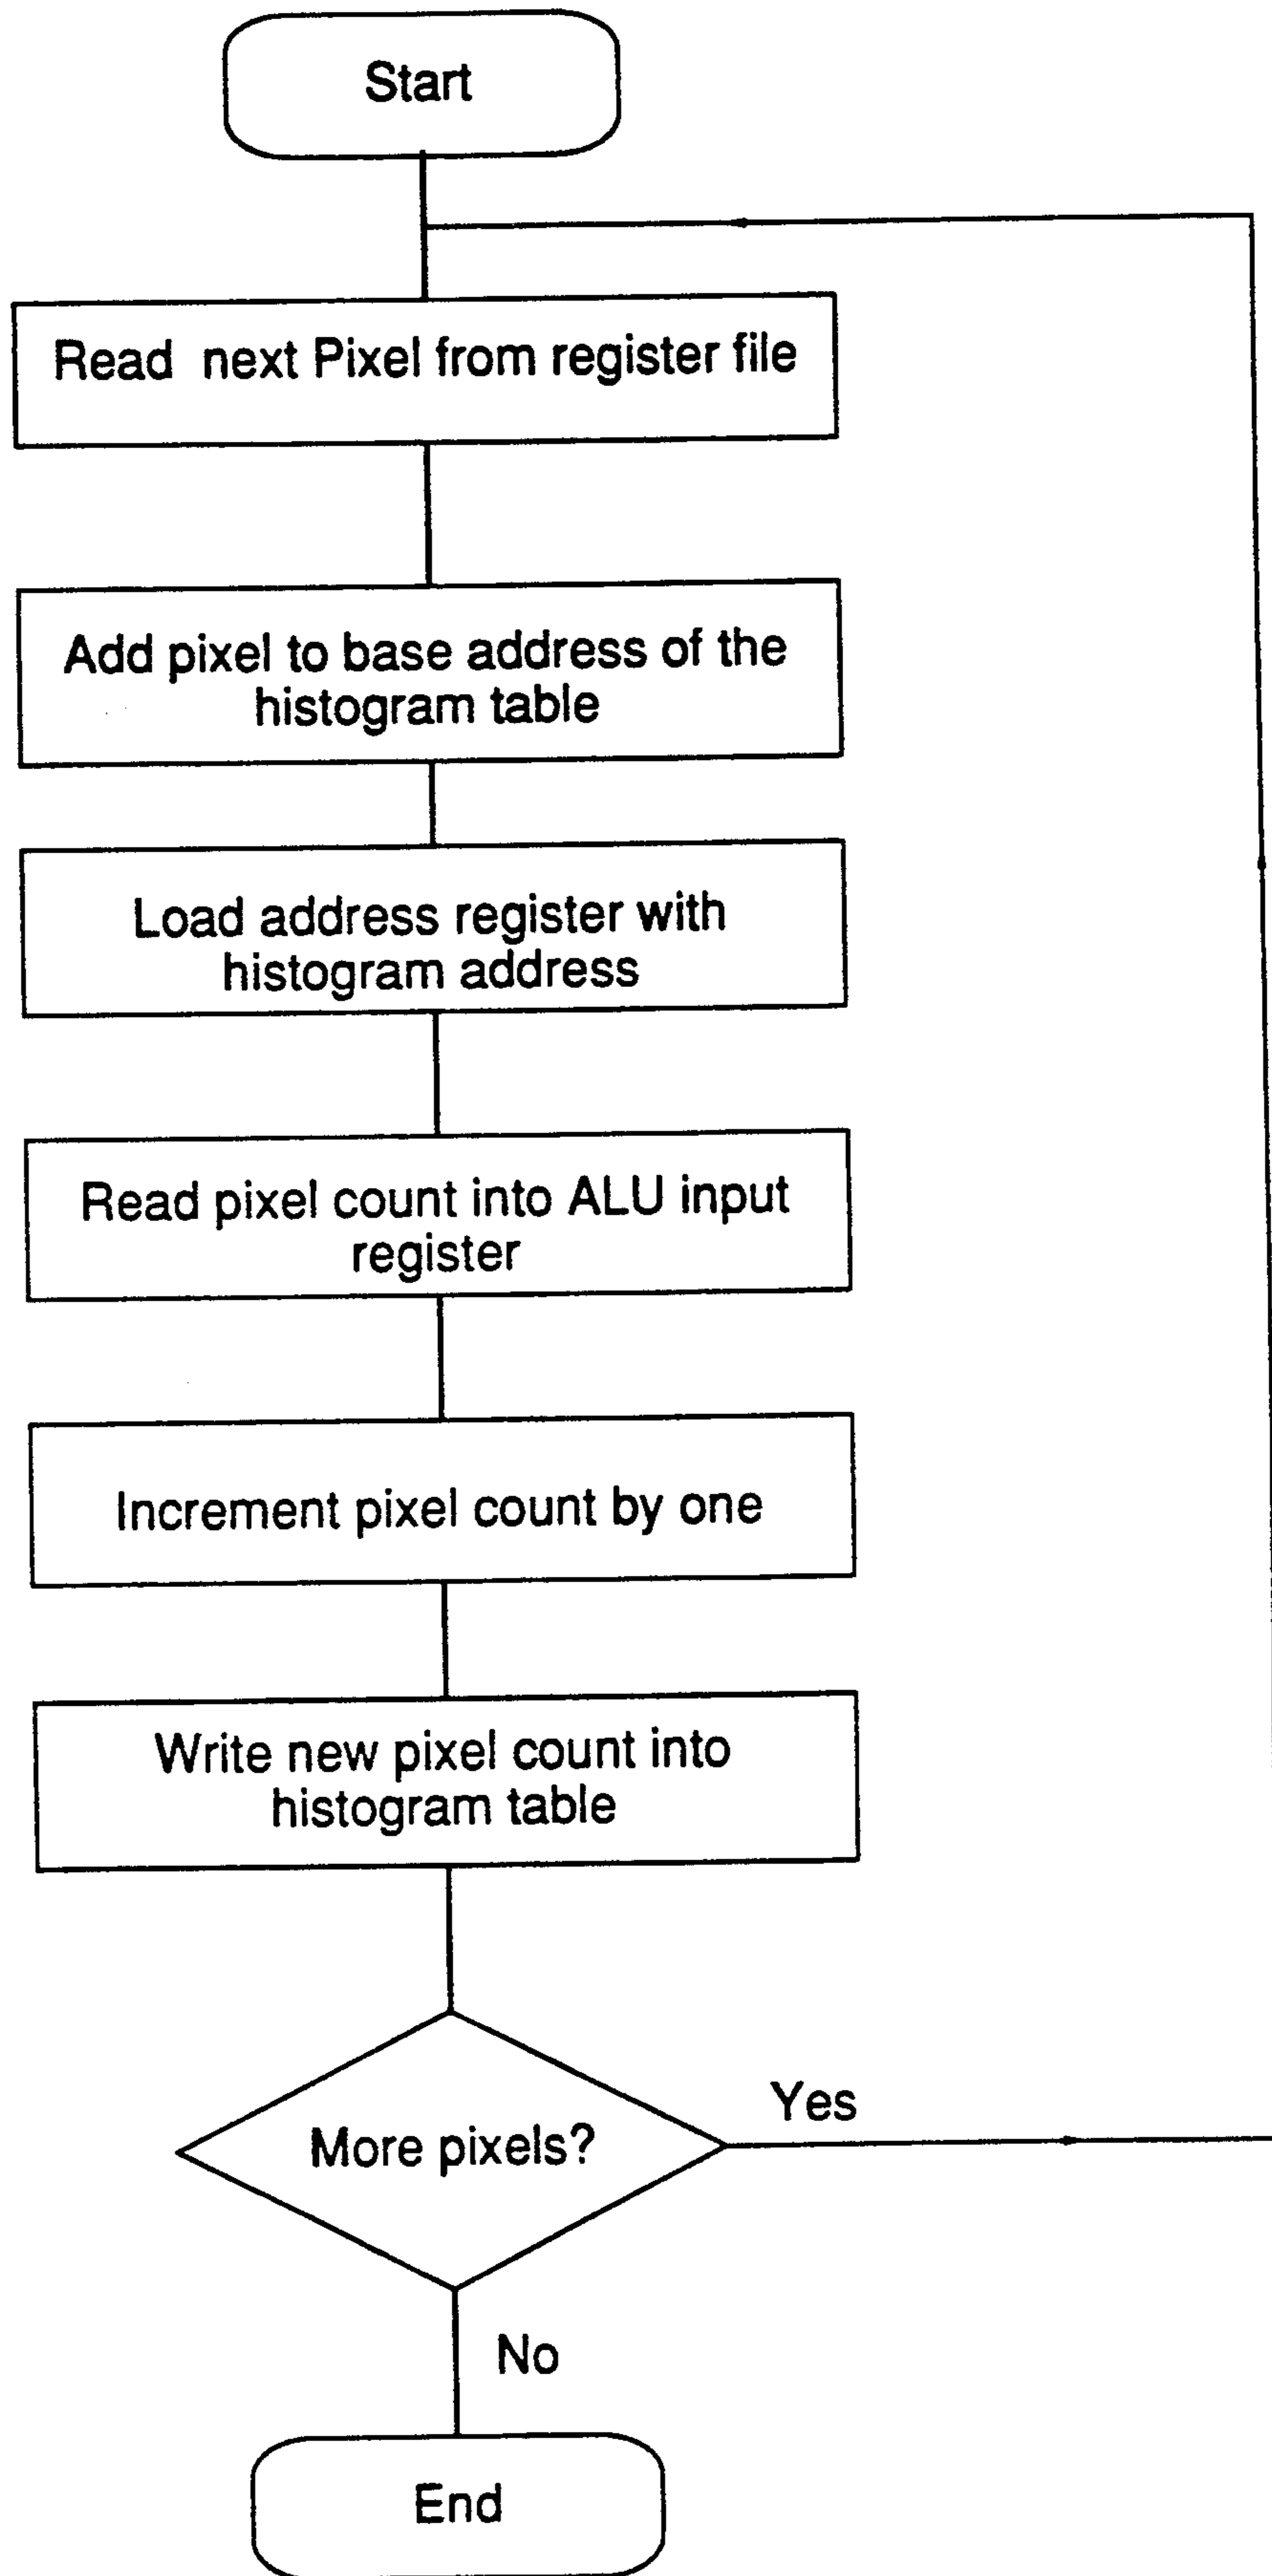 Start
Read next Pixel from register file
Add pixel to base address of the
histogram table
Load address register with
histogram address
Read pixel count into ALU input
register
Increment pixel count by one
Write new pixel count into
histogram table
More pixels?
Yes
No
End